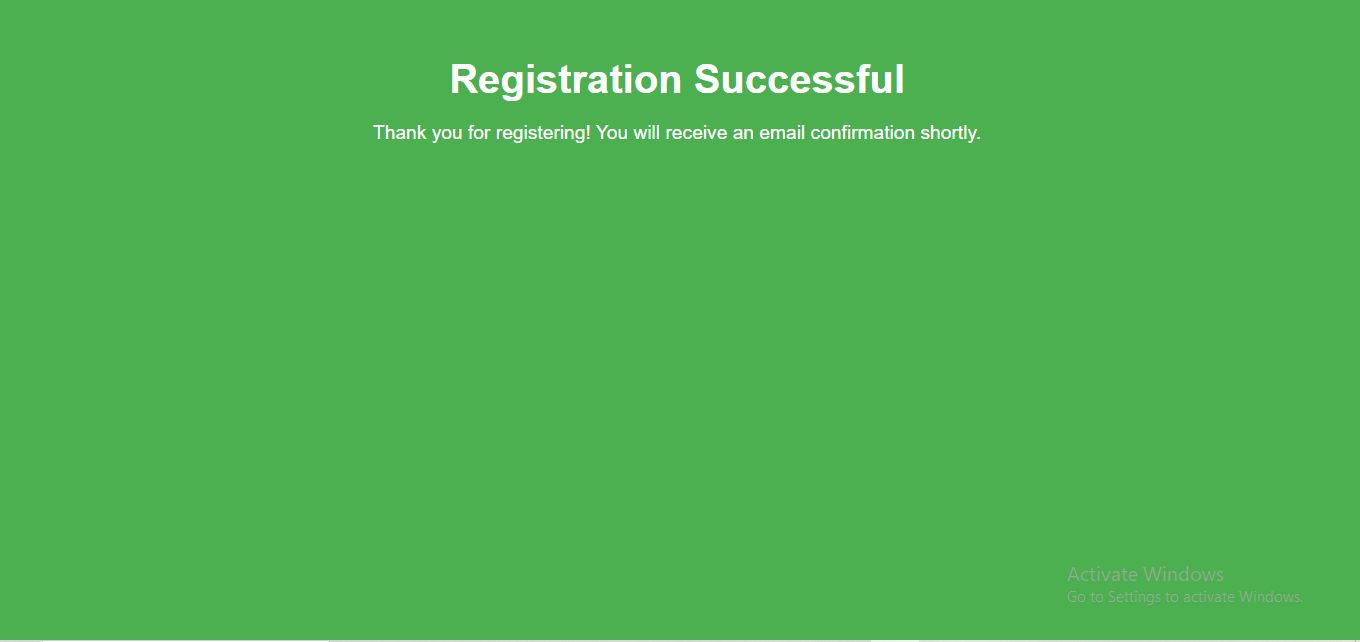 Registration Successful
Thank you for registering! You will receive an email confirmation shortly.
Activate Windows
Go to Settings to activate Windows.